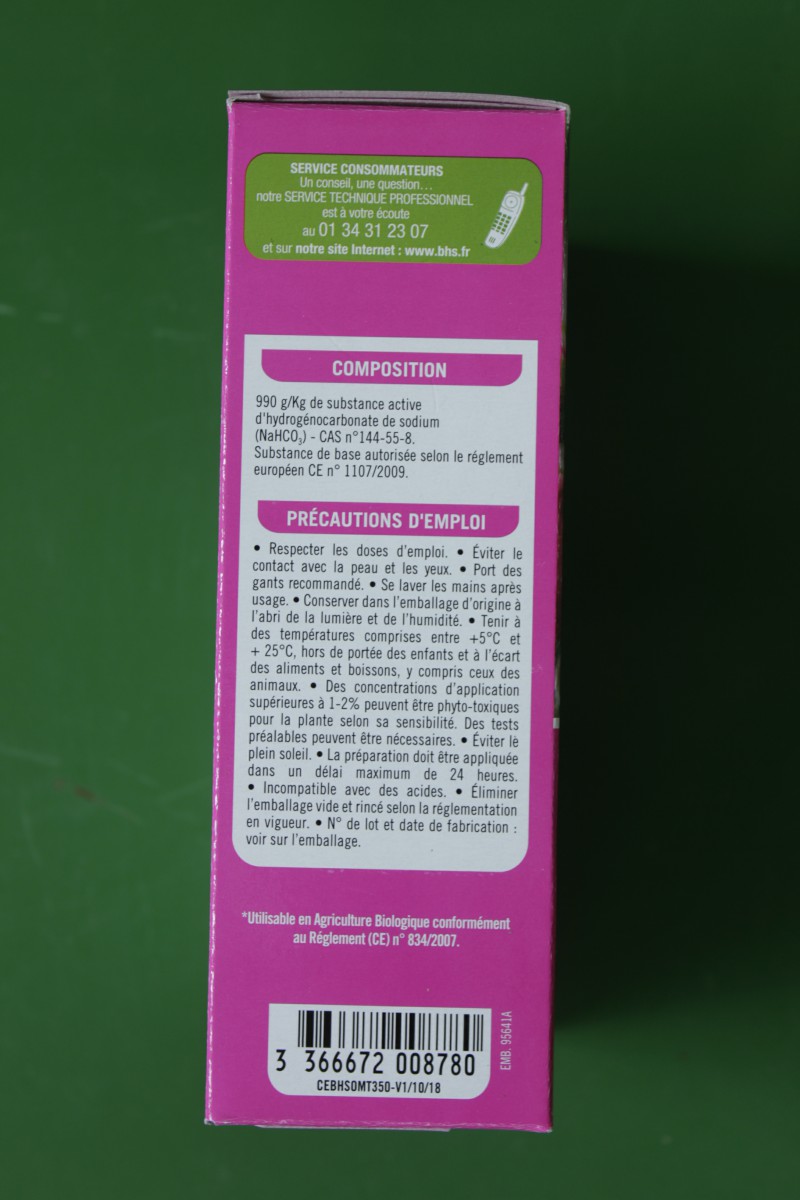 SERVICE CONSOMMATEURS
Un conseil, une question...
notre SERVICE TECHNIQUE PROFESSIONNEL
est à votre écoute
au 01 34 31 23 07
et sur notre site Internet : www.bhs.fr
COMPOSITION
990 g/Kg de substance active
d'hydrogénocarbonate de sodium
(NaHCO₃) - CAS n°144-55-8.
Substance de base autorisée selon le réglement
européen CE n° 1107/2009.
PRÉCAUTIONS D'EMPLOI
• Respecter les doses d'emploi. • Éviter le
contact avec la peau et les yeux. • Port des
gants recommandé. • Se laver les mains après
usage. • Conserver dans l'emballage d'origine à
l'abri de la lumière et de l'humidité. • Tenir à
des températures comprises entre +5°C et
+ 25°C, hors de portée des enfants et à l'écart
des aliments et boissons, y compris ceux des
animaux. • Des concentrations d'application
supérieures à 1-2% peuvent être phyto-toxiques
pour la plante selon sa sensibilité. Des tests
préalables peuvent être nécessaires. • Éviter lè
plein soleil. • La préparation doit être appliquée
dans un délai maximum de 24 heures.
• Incompatible avec des acides. • Éliminer
l'emballage vide et rincé selon la réglementation
en vigueur. • N° de lot et date de fabrication :
voir sur l'emballage.
*Utilisable en Agriculture Biologique conformément
au Réglement (CE) n° 834/2007.
3 366672 008780
CEBHSOMT350-V1/10/18
EMB. 95641A